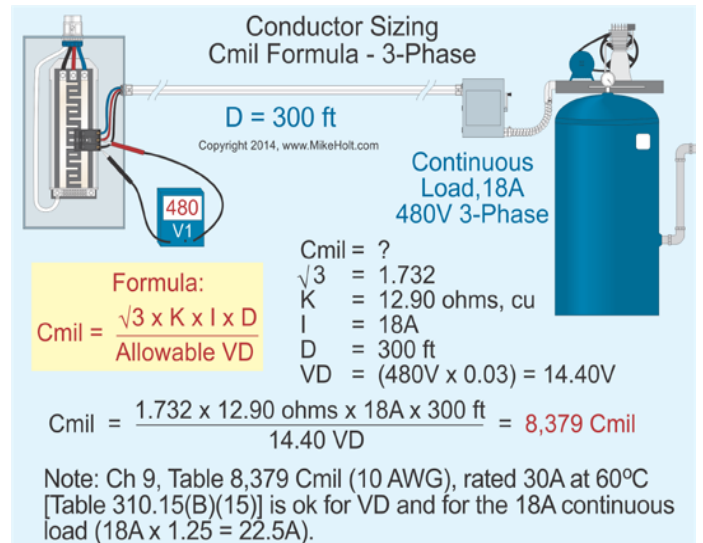 Conductor Sizing
Cmil Formula - 3-Phase
D = 300 ft
Copyright 2014, www.MikeHolt.com
Continuous
Load,18A
480V 3-Phase
480
V1
Formula:
Cmil = √3 x K x I x D
Allowable VD
Cmil = ?
√3 = 1.732
K = 12.90 ohms, cu
I = 18A
D = 300 ft
VD = (480V x 0.03) = 14.40V
Cmil = 1.732 x 12.90 ohms x 18A x 300 ft = 8,379 Cmil
14.40 VD
Note: Ch 9, Table 8,379 Cmil (10 AWG), rated 30A at 60ºC
[Table 310.15(B)(15)] is ok for VD and for the 18A continuous
load (18A x 1.25 = 22.5A).